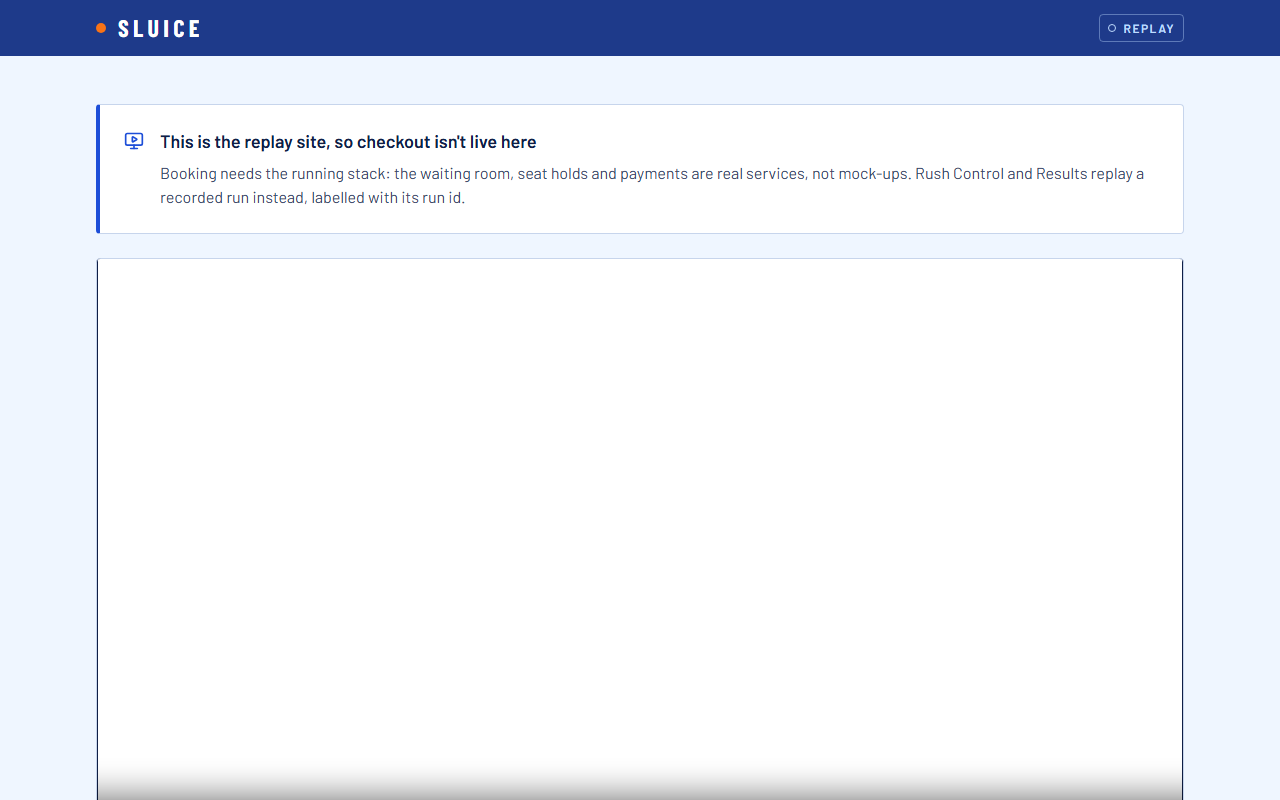 SLUICE
REPLAY
This is the replay site, so checkout isn't live here
Booking needs the running stack: the waiting room, seat holds and payments are real services, not mock-ups. Rush Control and Results replay a
recorded run instead, labelled with its run id.